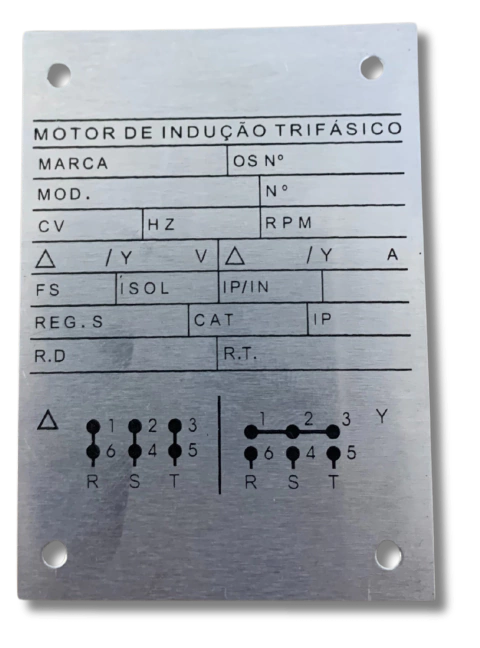 MOTOR DE INDUÇÃO TRIFÁSICO
MARCA OS Nº
MOD. Nº
CV HZ RPM
△ / Y V △ / Y A
FS ISOL IP/IN
REG.S CAT IP
R.D R.T.
△ 1 2 3 1 2 3 Y
6 4 5 6 4 5
R S T R S T